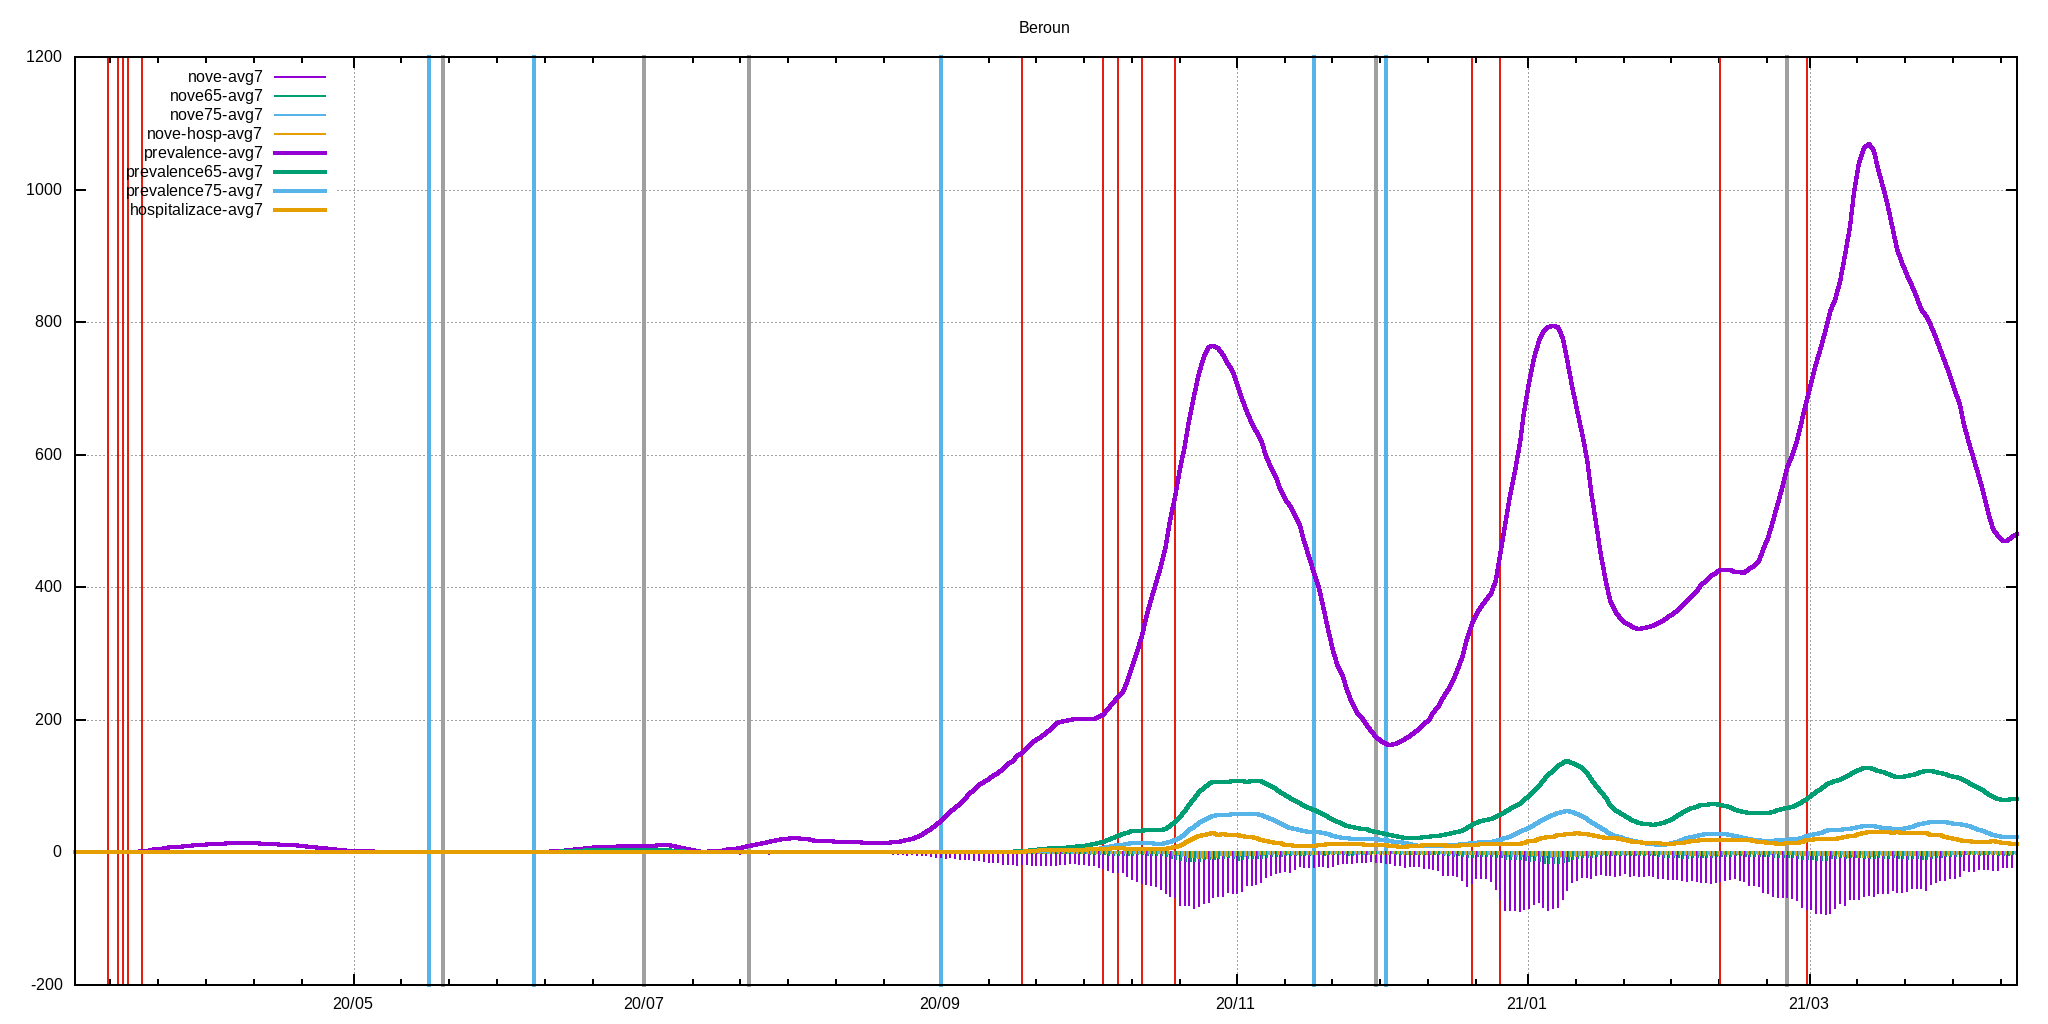 Beroun
1200
1000
800
600
400
200
0
-200
nove-avg7
nove65-avg7
nove75-avg7
nove-hosp-avg7
prevalence-avg7
prevalence65-avg7
prevalence75-avg7
hospitalizace-avg7
20/05 20/07 20/09 20/11 21/01 21/03